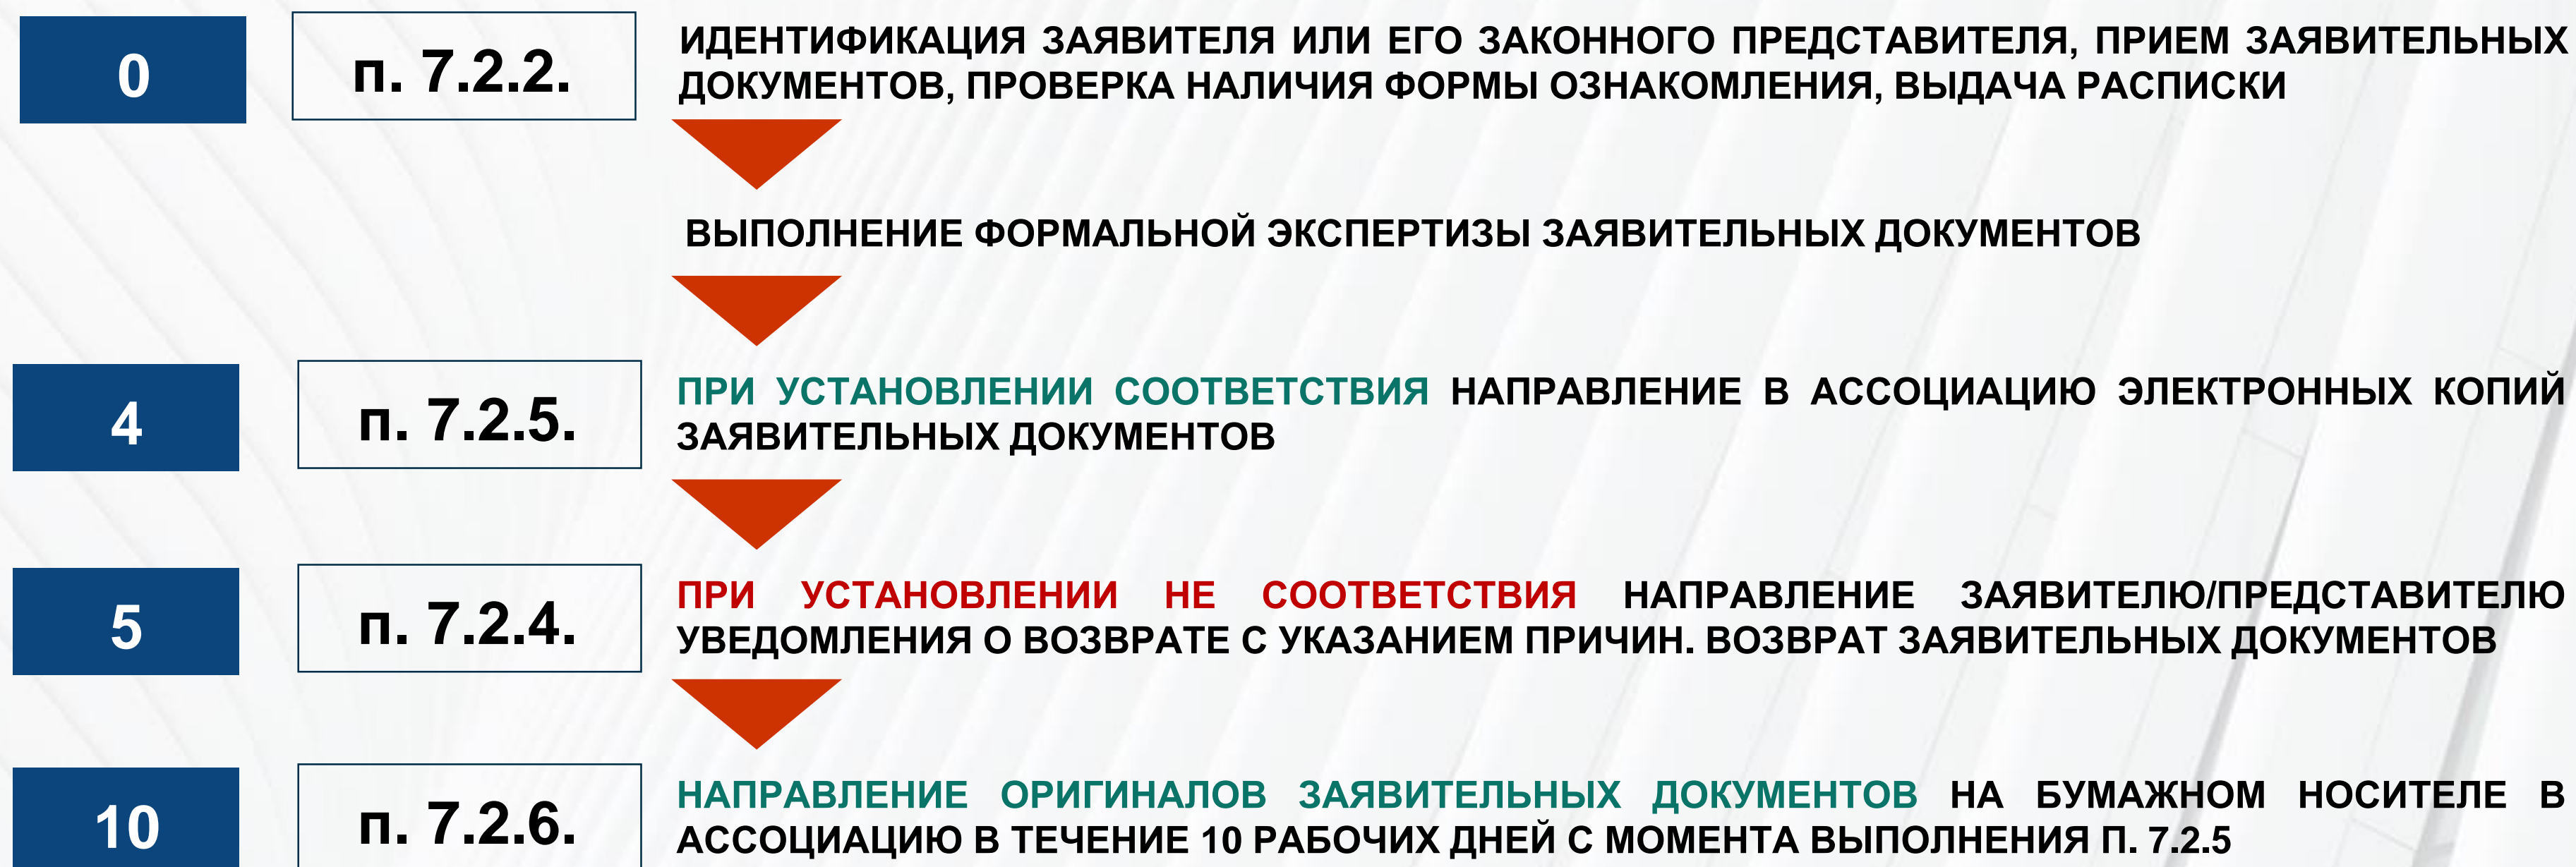 0
п. 7.2.2.
ИДЕНТИФИКАЦИЯ ЗАЯВИТЕЛЯ ИЛИ ЕГО ЗАКОННОГО ПРЕДСТАВИТЕЛЯ, ПРИЕМ ЗАЯВИТЕЛЬНЫХ
ДОКУМЕНТОВ, ПРОВЕРКА НАЛИЧИЯ ФОРМЫ ОЗНАКОМЛЕНИЯ, ВЫДАЧА РАСПИСКИ
ВЫПОЛНЕНИЕ ФОРМАЛЬНОЙ ЭКСПЕРТИЗЫ ЗАЯВИТЕЛЬНЫХ ДОКУМЕНТОВ
4
п. 7.2.5.
ПРИ УСТАНОВЛЕНИИ СООТВЕТСТВИЯ НАПРАВЛЕНИЕ В АССОЦИАЦИЮ ЭЛЕКТРОННЫХ КОПИЙ
ЗАЯВИТЕЛЬНЫХ ДОКУМЕНТОВ
5
п. 7.2.4.
ПРИ УСТАНОВЛЕНИИ НЕ СООТВЕТСТВИЯ НАПРАВЛЕНИЕ ЗАЯВИТЕЛЮ/ПРЕДСТАВИТЕЛЮ
УВЕДОМЛЕНИЯ О ВОЗВРАТЕ С УКАЗАНИЕМ ПРИЧИН. ВОЗВРАТ ЗАЯВИТЕЛЬНЫХ ДОКУМЕНТОВ
10
п. 7.2.6.
НАПРАВЛЕНИЕ ОРИГИНАЛОВ ЗАЯВИТЕЛЬНЫХ ДОКУМЕНТОВ НА БУМАЖНОМ НОСИТЕЛЕ В
АССОЦИАЦИЮ В ТЕЧЕНИЕ 10 РАБОЧИХ ДНЕЙ С МОМЕНТА ВЫПОЛНЕНИЯ П. 7.2.5